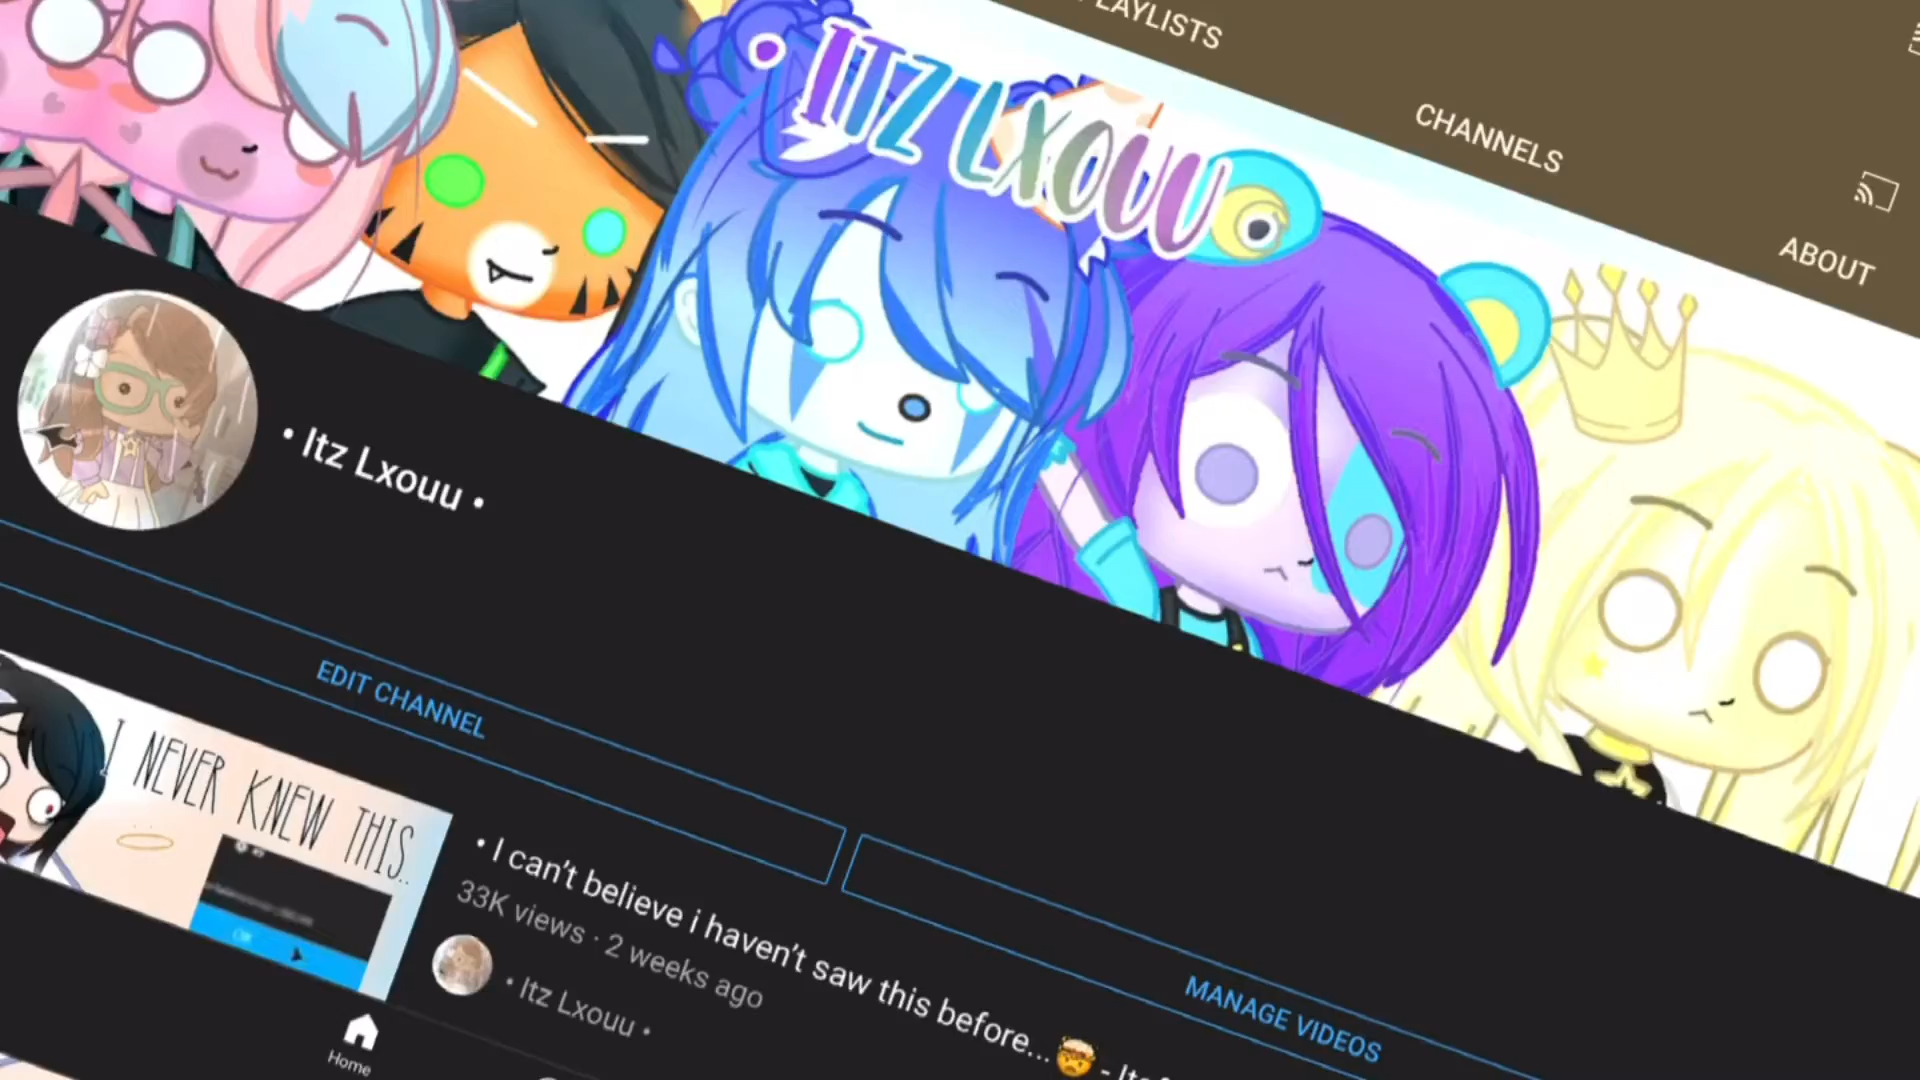 PLAYLISTS
CHANNELS
ABOUT
• ITZ LXOUU
• Itz Lxouu •
EDIT CHANNEL
MANAGE VIDEOS
I NEVER KNEW THIS..
• I can't believe i haven't saw this before...🤯 -
33K views · 2 weeks ago
• Itz Lxouu •
Home